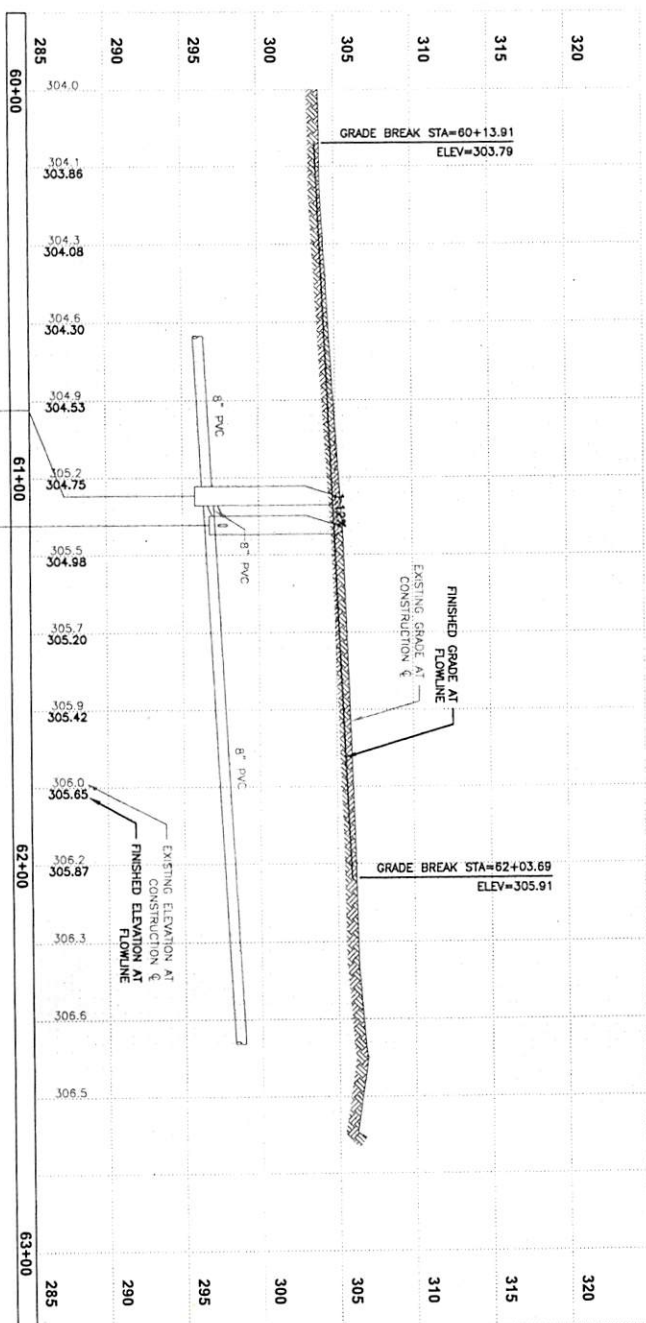 320
315
310
305
300
295
290
285
320
315
310
305
300
295
290
285
GRADE BREAK STA=60+13.91
ELEV=303.79
GRADE BREAK STA=62+03.69
ELEV=305.91
FINISHED GRADE AT
FLOWLINE
EXISTING GRADE AT
CONSTRUCTION ℄
8" PVC
8" PVC
8" PVC
304.0
304.1
303.86
304.3
304.08
304.6
304.30
304.9
304.53
305.2
304.75
305.5
304.98
305.7
305.20
305.9
305.42
306.0
305.65
306.2
305.87
306.3
306.6
306.5
EXISTING ELEVATION AT
CONSTRUCTION ℄
FINISHED ELEVATION AT
FLOWLINE
60+00
61+00
62+00
63+00